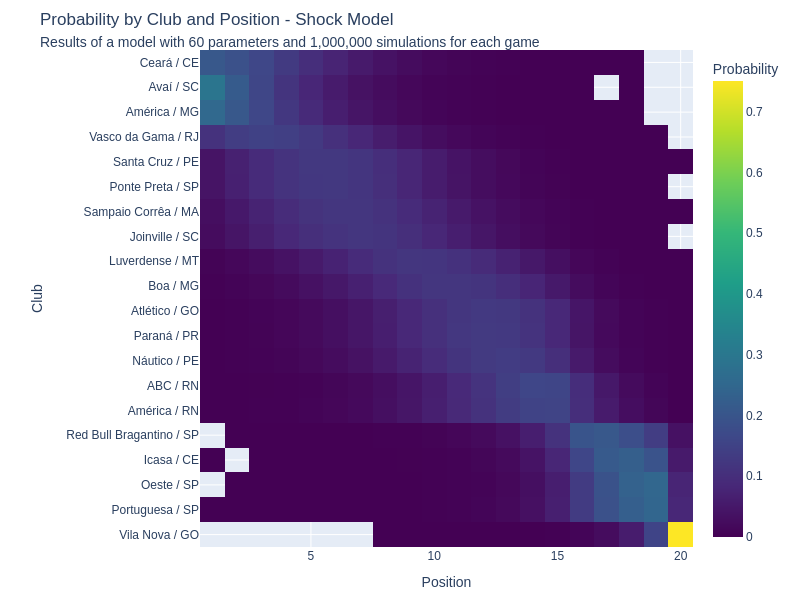 Probability by Club and Position - Shock Model
Results of a model with 60 parameters and 1,000,000 simulations for each game
Probability
Club
Ceará / CE
Avaí / SC
América / MG
Vasco da Gama / RJ
Santa Cruz / PE
Ponte Preta / SP
Sampaio Corrêa / MA
Joinville / SC
Luverdense / MT
Boa / MG
Atlético / GO
Paraná / PR
Náutico / PE
ABC / RN
América / RN
Red Bull Bragantino / SP
Icasa / CE
Oeste / SP
Portuguesa / SP
Vila Nova / GO
5
10
15
20
Position
0.7
0.6
0.5
0.4
0.3
0.2
0.1
0